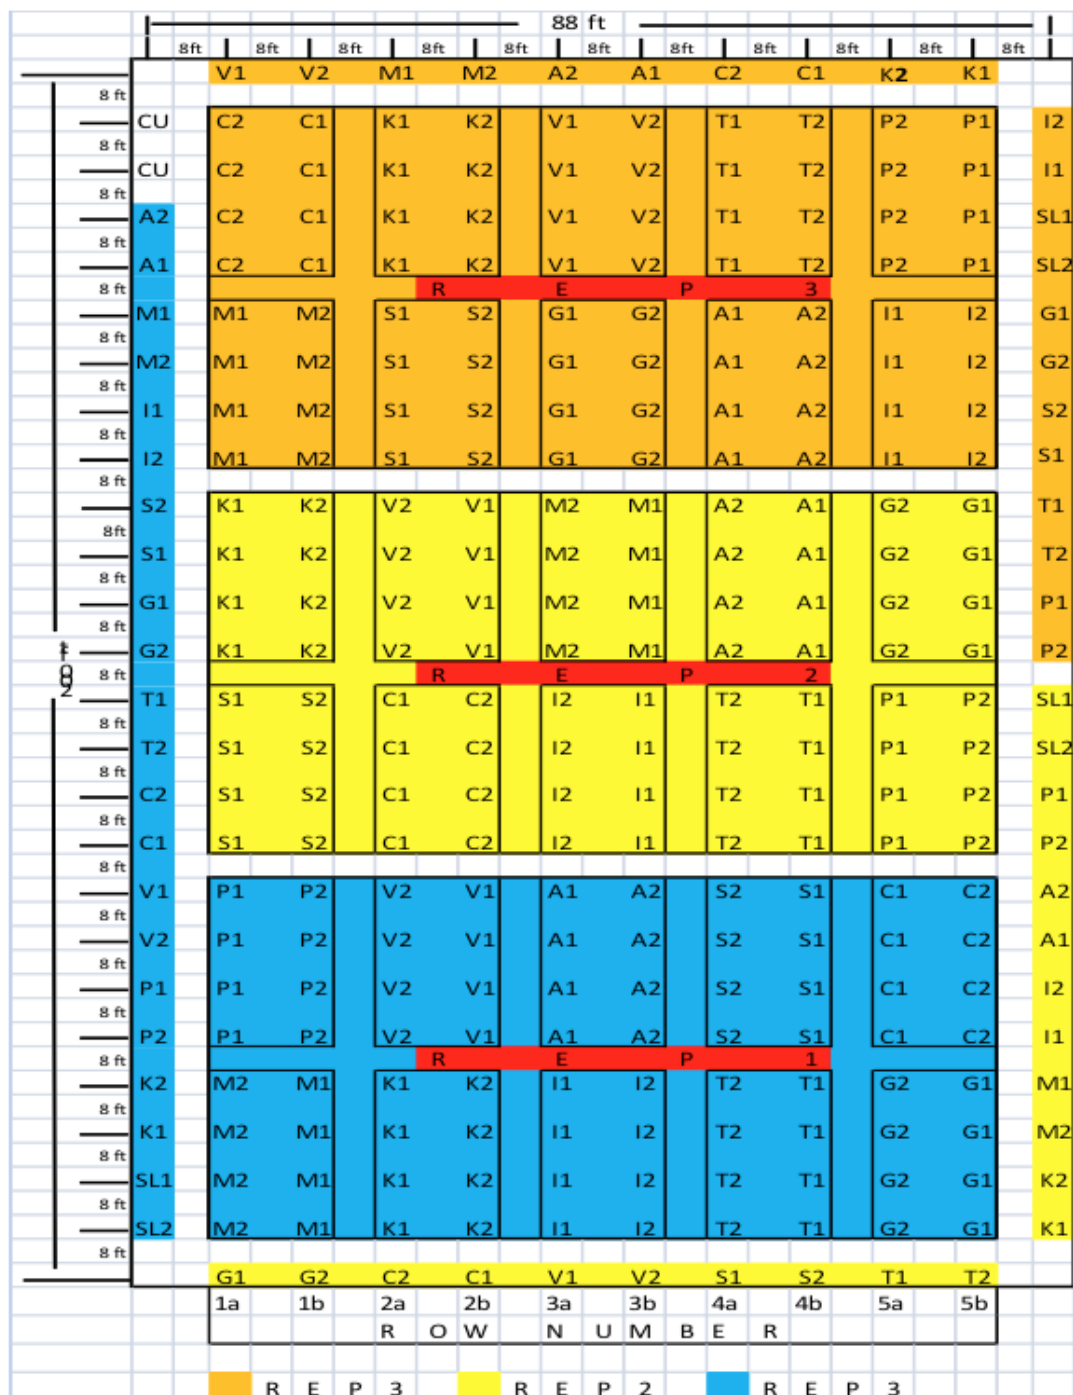 88 ft
8ft 8ft 8ft 8ft 8ft 8ft 8ft 8ft 8ft 8ft 8ft
V1 V2 M1 M2 A2 A1 C2 C1 K2 K1
8 ft
CU C2 C1 K1 K2 V1 V2 T1 T2 P2 P1 I2
8 ft
CU C2 C1 K1 K2 V1 V2 T1 T2 P2 P1 I1
8 ft
A2 C2 C1 K1 K2 V1 V2 T1 T2 P2 P1 SL1
8 ft
A1 C2 C1 K1 K2 V1 V2 T1 T2 P2 P1 SL2
8 ft R E P 3
M1 M1 M2 S1 S2 G1 G2 A1 A2 I1 I2 G1
8 ft
M2 M1 M2 S1 S2 G1 G2 A1 A2 I1 I2 G2
8 ft
I1 M1 M2 S1 S2 G1 G2 A1 A2 I1 I2 S2
8 ft
I2 M1 M2 S1 S2 G1 G2 A1 A2 I1 I2 S1
8 ft
S2 K1 K2 V2 V1 M2 M1 A2 A1 G2 G1 T1
8ft
S1 K1 K2 V2 V1 M2 M1 A2 A1 G2 G1 T2
8 ft
G1 K1 K2 V2 V1 M2 M1 A2 A1 G2 G1 P1
8 ft
G2 K1 K2 V2 V1 M2 M1 A2 A1 G2 G1 P2
8 ft R E P 2
T1 S1 S2 C1 C2 I2 I1 T2 T1 P1 P2 SL1
8 ft
T2 S1 S2 C1 C2 I2 I1 T2 T1 P1 P2 SL2
8 ft
C2 S1 S2 C1 C2 I2 I1 T2 T1 P1 P2 P1
8 ft
C1 S1 S2 C1 C2 I2 I1 T2 T1 P1 P2 P2
8 ft
V1 P1 P2 V2 V1 A1 A2 S2 S1 C1 C2 A2
8 ft
V2 P1 P2 V2 V1 A1 A2 S2 S1 C1 C2 A1
8 ft
P1 P1 P2 V2 V1 A1 A2 S2 S1 C1 C2 I2
8 ft
P2 P1 P2 V2 V1 A1 A2 S2 S1 C1 C2 I1
8 ft R E P 1
K2 M2 M1 K1 K2 I1 I2 T2 T1 G2 G1 M1
8 ft
K1 M2 M1 K1 K2 I1 I2 T2 T1 G2 G1 M2
8 ft
SL1 M2 M1 K1 K2 I1 I2 T2 T1 G2 G1 K2
8 ft
SL2 M2 M1 K1 K2 I1 I2 T2 T1 G2 G1 K1
8 ft
G1 G2 C2 C1 V1 V2 S1 S2 T1 T2
1a 1b 2a 2b 3a 3b 4a 4b 5a 5b
R O W N U M B E R
R E P 3 R E P 2 R E P 3